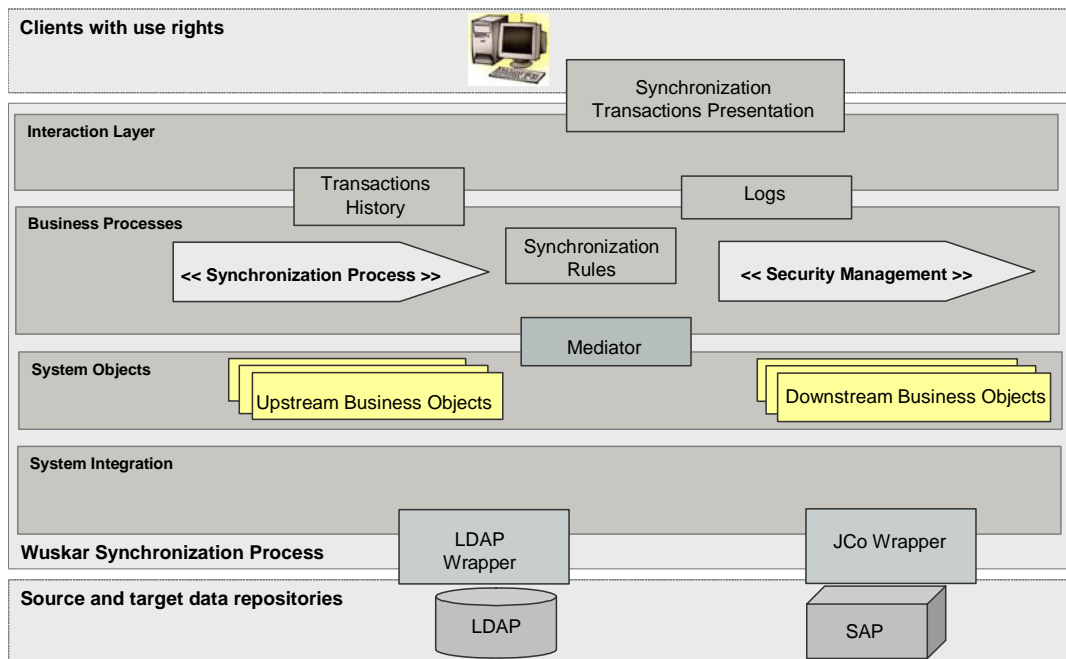 Clients with use rights
Synchronization
Transactions Presentation
Interaction Layer
Transactions
History
Logs
Business Processes
<< Synchronization Process >>
Synchronization
Rules
<< Security Management >>
Mediator
System Objects
Upstream Business Objects
Downstream Business Objects
System Integration
LDAP
Wrapper
JCo Wrapper
Wuskar Synchronization Process
Source and target data repositories
LDAP
SAP